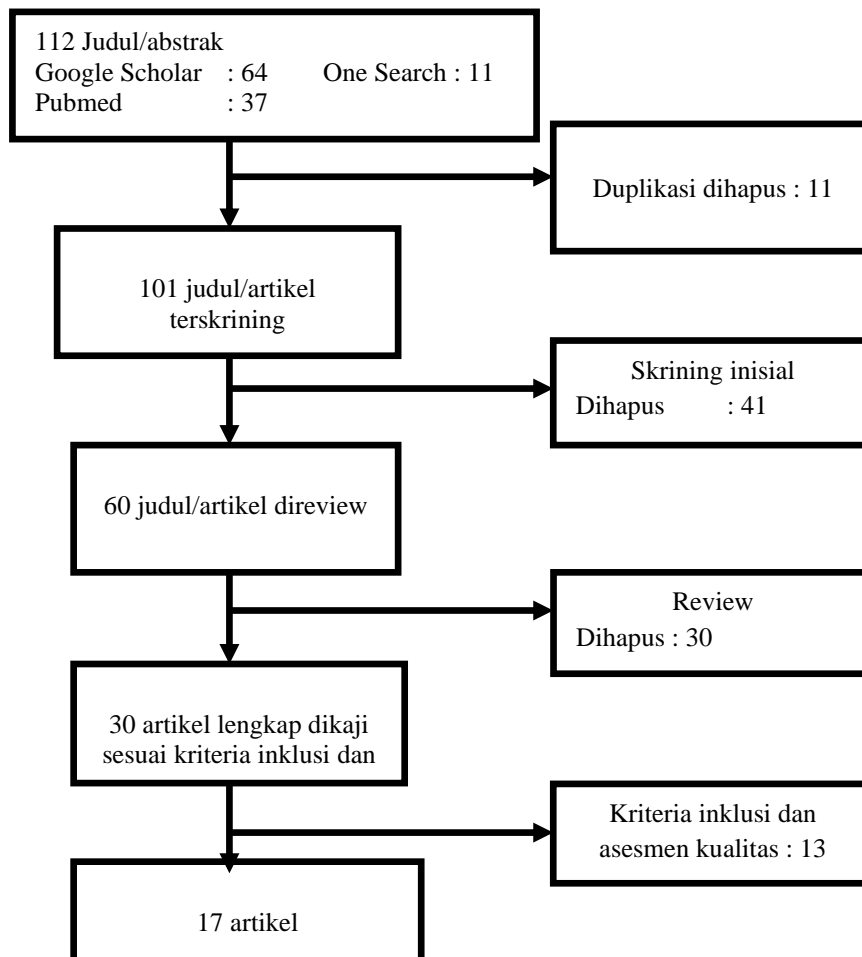 112 Judul/abstrak
Google Scholar : 64 One Search : 11
Pubmed : 37
Duplikasi dihapus : 11
101 judul/artikel
terskrining
Skrining inisial
Dihapus : 41
60 judul/artikel direview
Review
Dihapus : 30
30 artikel lengkap dikaji
sesuai kriteria inklusi dan
Kriteria inklusi dan
asesmen kualitas : 13
17 artikel